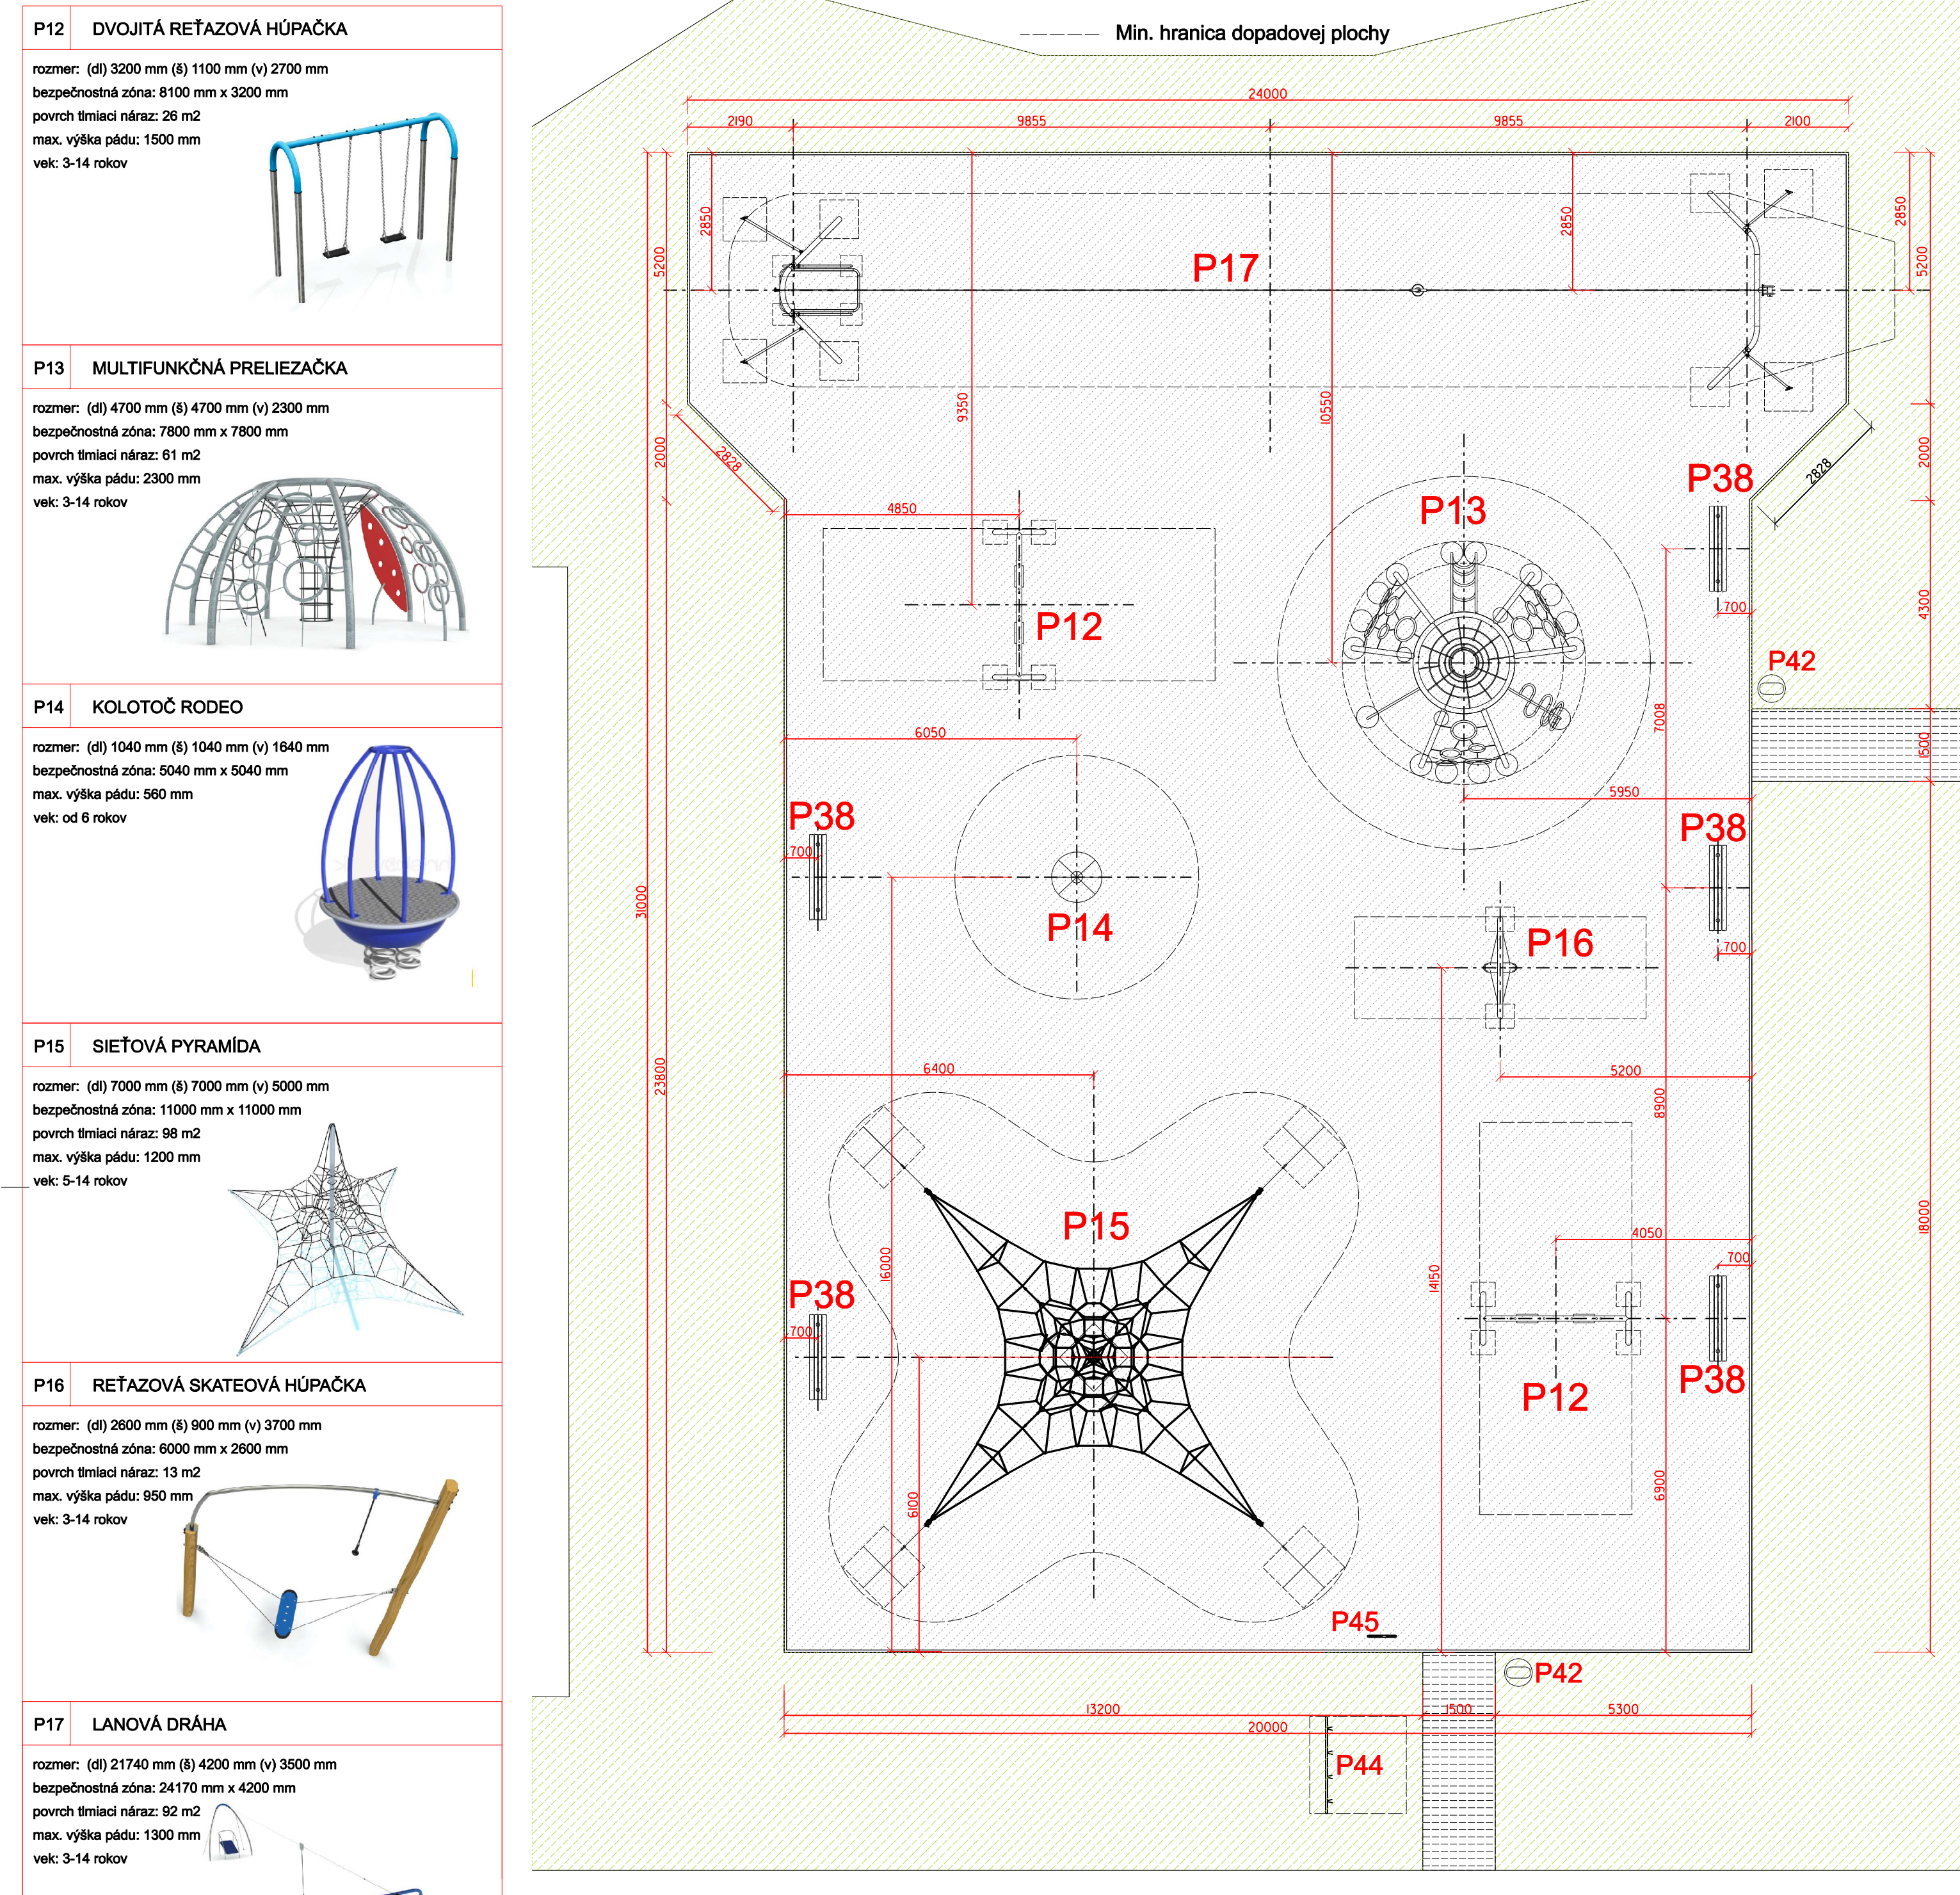 P12 DVOJITÁ REŤAZOVÁ HÚPAČKA
rozmer: (dl) 3200 mm (š) 1100 mm (v) 2700 mm
bezpečnostná zóna: 8100 mm x 3200 mm
povrch tlmiaci náraz: 26 m2
max. výška pádu: 1500 mm
vek: 3-14 rokov
P13 MULTIFUNKČNÁ PRELIEZAČKA
rozmer: (dl) 4700 mm (š) 4700 mm (v) 2300 mm
bezpečnostná zóna: 7800 mm x 7800 mm
povrch tlmiaci náraz: 61 m2
max. výška pádu: 2300 mm
vek: 3-14 rokov
P14 KOLOTOČ RODEO
rozmer: (dl) 1040 mm (š) 1040 mm (v) 1640 mm
bezpečnostná zóna: 5040 mm x 5040 mm
max. výška pádu: 560 mm
vek: od 6 rokov
P15 SIEŤOVÁ PYRAMÍDA
rozmer: (dl) 7000 mm (š) 7000 mm (v) 5000 mm
bezpečnostná zóna: 11000 mm x 11000 mm
povrch tlmiaci náraz: 98 m2
max. výška pádu: 1200 mm
vek: 5-14 rokov
P16 REŤAZOVÁ SKATEOVÁ HÚPAČKA
rozmer: (dl) 2600 mm (š) 900 mm (v) 3700 mm
bezpečnostná zóna: 6000 mm x 2600 mm
povrch tlmiaci náraz: 13 m2
max. výška pádu: 950 mm
vek: 3-14 rokov
P17 LANOVÁ DRÁHA
rozmer: (dl) 21740 mm (š) 4200 mm (v) 3500 mm
bezpečnostná zóna: 24170 mm x 4200 mm
povrch tlmiaci náraz: 92 m2
max. výška pádu: 1300 mm
vek: 3-14 rokov
Min. hranica dopadovej plochy
24000
2190 9855 9855 2100
2850 2850 2850
5200 5200
P17
9350 10550
2000 2000
2828 2828
P38
4850
P13
700
4300
P12
P42
7008
6050
1500
5950
P38 P38
700
31000
P14
P16
700
23800
6400
5200
8900
18000
P15
4050
16000 14150
700
P38
700
P38
P12
6900
6100
P45
P42
13200 1500 5300
20000
P44